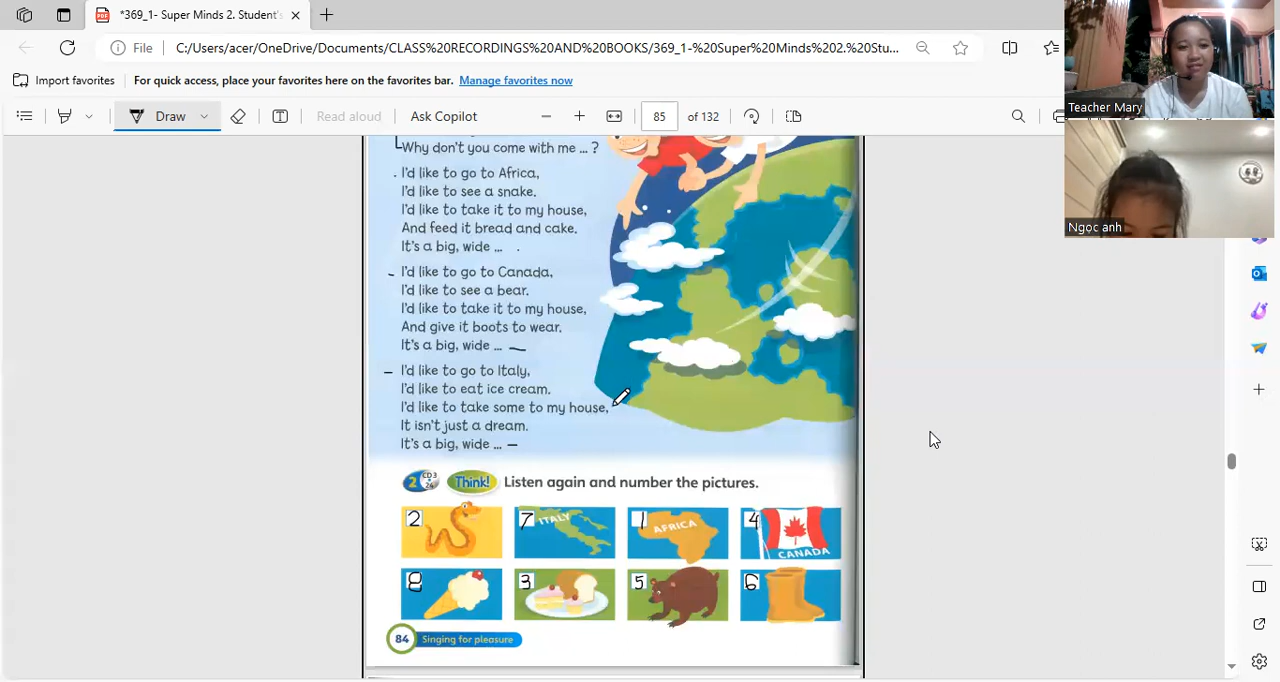 *369_1- Super Minds 2. Student's
File C:/Users/acer/OneDrive/Documents/CLASS%20RECORDINGS%20AND%20BOOKS/369_1-%20Super%20Minds%202.%20Stu...
Import favorites For quick access, place your favorites here on the favorites bar. Manage favorites now
Draw Read aloud Ask Copilot 85 of 132
Teacher Mary
Ngọc anh
Why don't you come with me ... ?
I'd like to go to Africa,
I'd like to see a snake.
I'd like to take it to my house,
And feed it bread and cake.
It's a big, wide ...
I'd like to go to Canada,
I'd like to see a bear.
I'd like to take it to my house,
And give it boots to wear.
It's a big, wide ...
I'd like to go to Italy,
I'd like to eat ice cream.
I'd like to take some to my house,
It isn't just a dream.
It's a big, wide ...
2 CD3 24 Think! Listen again and number the pictures.
2 7 ITALY 1 AFRICA 4 CANADA
8 3 5 6
84 Singing for pleasure